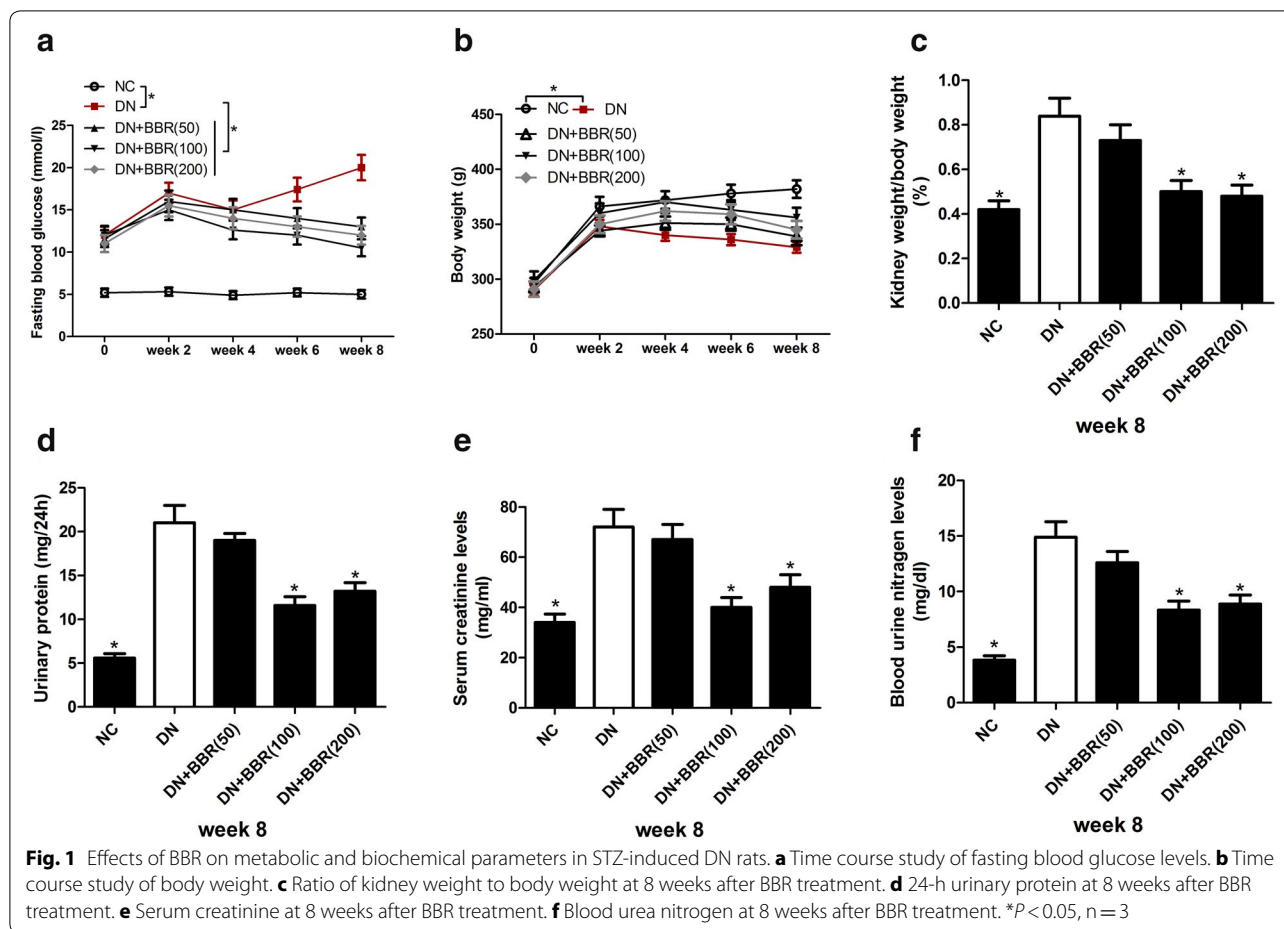 a
NC
DN
*
DN+BBR(50)
DN+BBR(100)
DN+BBR(200)
*
Fasting blood glucose (mmol/l)
25
20
15
10
5
0
0 week 2 week 4 week 6 week 8
b
*
NC DN
DN+BBR(50)
DN+BBR(100)
DN+BBR(200)
Body weight (g)
450
400
350
300
250
0 week 2 week 4 week 6 week 8
c
Kidney weight/body weight
(%)
1.0
0.8
0.6
0.4
0.2
0.0
* * *
NC DN DN+BBR(50) DN+BBR(100) DN+BBR(200)
week 8
d
Urinary protein (mg/24h)
25
20
15
10
5
0
* * *
NC DN DN+BBR(50) DN+BBR(100) DN+BBR(200)
week 8
e
Serum creatinine levels
(mg/ml)
80
60
40
20
0
* * *
NC DN DN+BBR(50) DN+BBR(100) DN+BBR(200)
week 8
f
Blood urine nitragen levels
(mg/dl)
20
15
10
5
0
* * *
NC DN DN+BBR(50) DN+BBR(100) DN+BBR(200)
week 8
Fig. 1 Effects of BBR on metabolic and biochemical parameters in STZ-induced DN rats. a Time course study of fasting blood glucose levels. b Time
course study of body weight. c Ratio of kidney weight to body weight at 8 weeks after BBR treatment. d 24-h urinary protein at 8 weeks after BBR
treatment. e Serum creatinine at 8 weeks after BBR treatment. f Blood urea nitrogen at 8 weeks after BBR treatment. *P < 0.05, n = 3